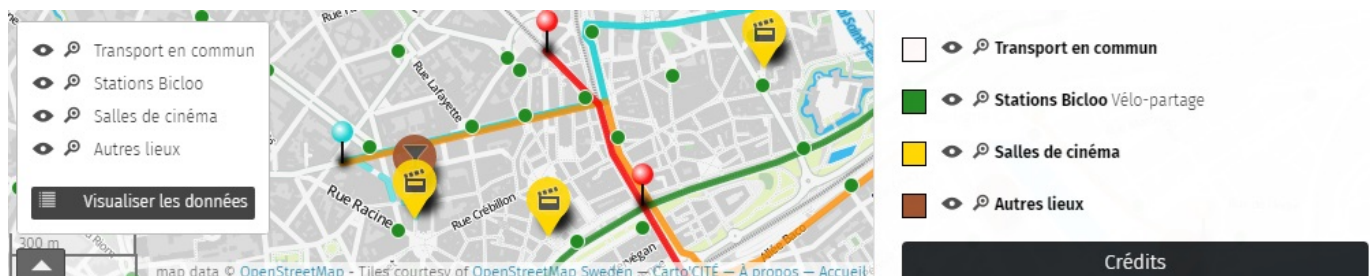 Transport en commun
Stations Bicloo
Salles de cinéma
Autres lieux
Visualiser les données
300 m
Rue Lafayette
Rue Racine
Rue Crébillon
Allée Baco
map data © OpenStreetMap - Tiles courtesy of OpenStreetMap Sweden — Carto'CITÉ — À propos — Accueil
Transport en commun
Stations Bicloo Vélo-partage
Salles de cinéma
Autres lieux
Crédits